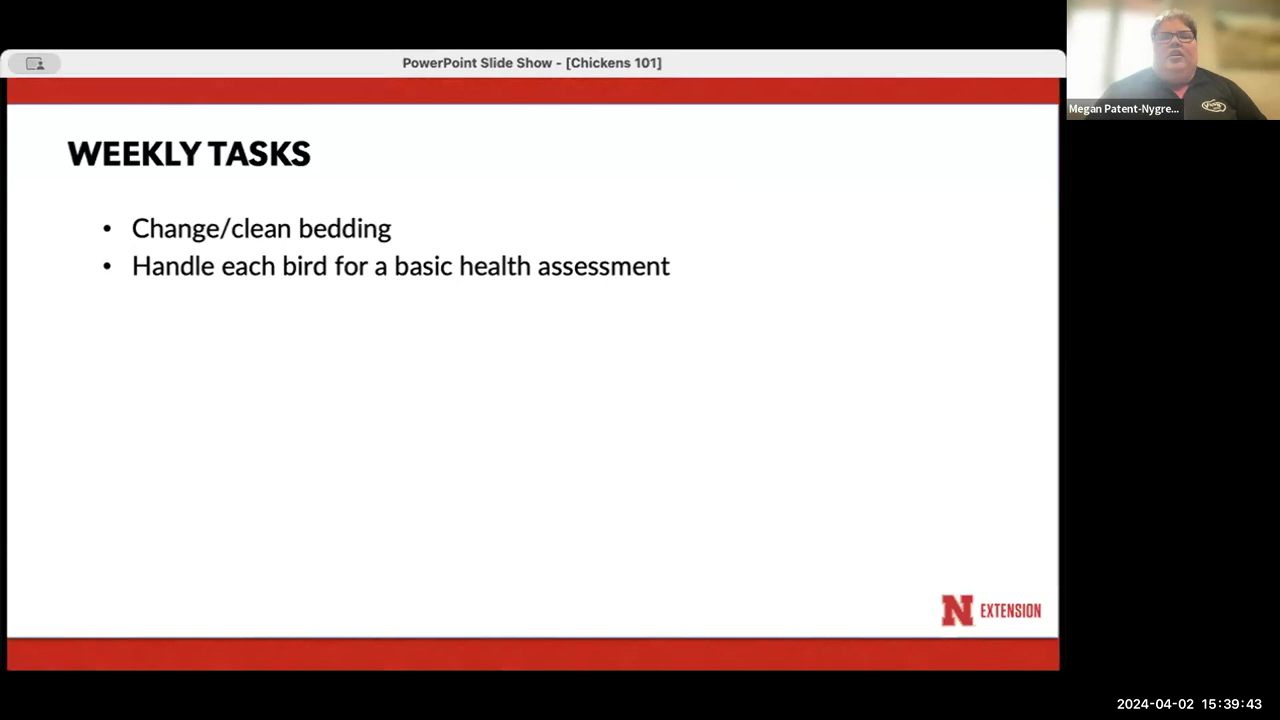 PowerPoint Slide Show - [Chickens 101]
Megan Patent-Nygre...
WEEKLY TASKS
• Change/clean bedding
• Handle each bird for a basic health assessment
N EXTENSION
2024-04-02 15:39:43